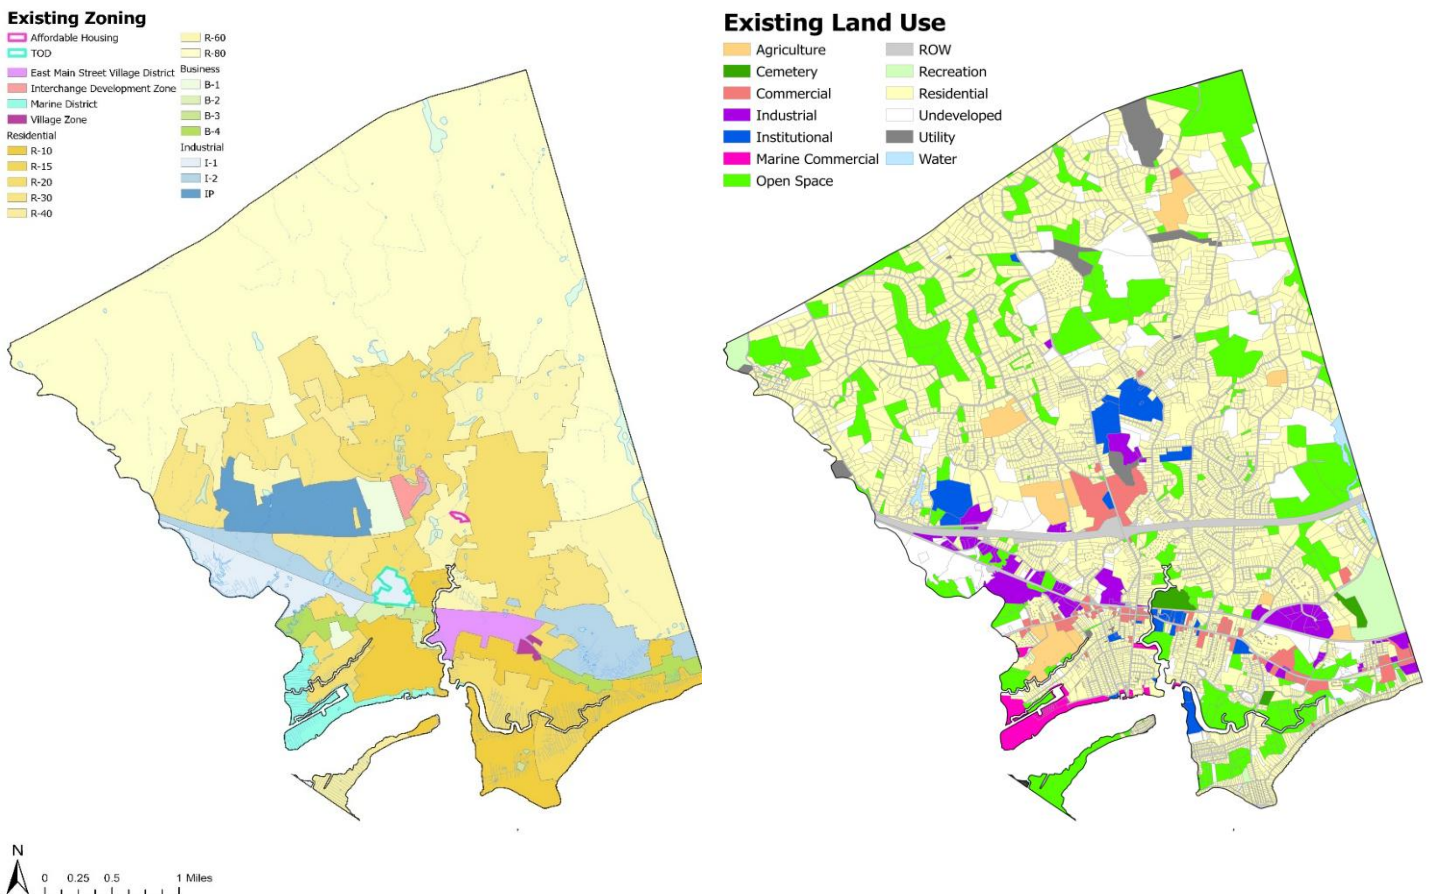 Existing Zoning
Affordable Housing
TOD
East Main Street Village District
Interchange Development Zone
Marine District
Village Zone
Residential
R-10
R-15
R-20
R-30
R-40
R-60
R-80
Business
B-1
B-2
B-3
B-4
Industrial
I-1
I-2
IP
Existing Land Use
Agriculture
Cemetery
Commercial
Industrial
Institutional
Marine Commercial
Open Space
ROW
Recreation
Residential
Undeveloped
Utility
Water
N
0 0.25 0.5 1 Miles